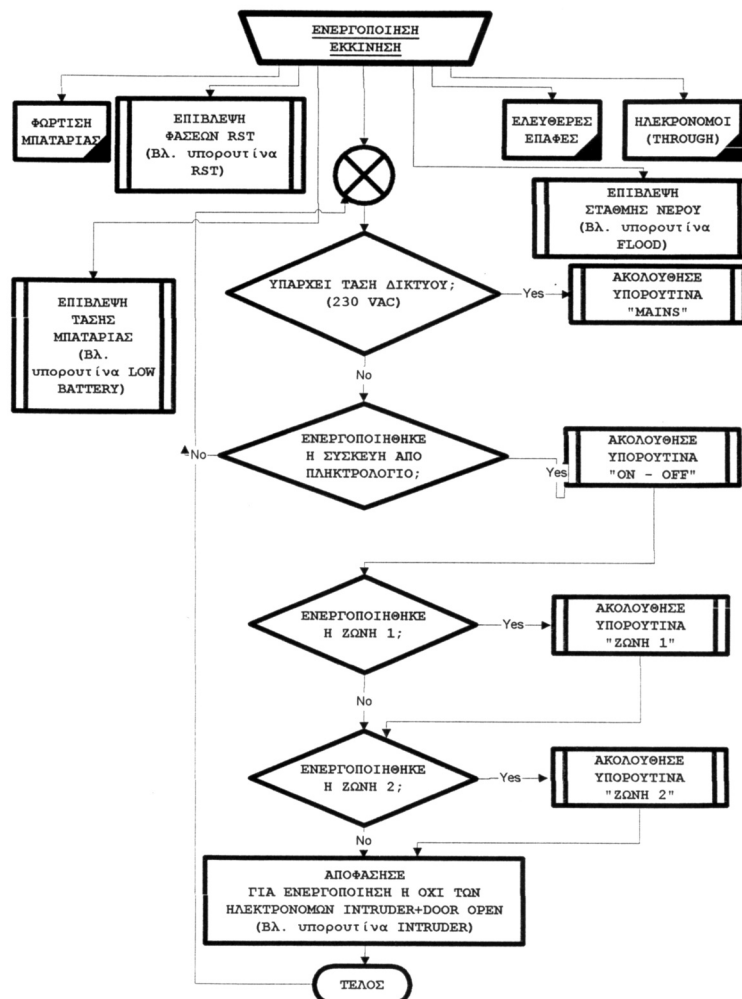 ΕΝΕΡΓΟΠΟΙΗΣΗ
ΕΚΚΙΝΗΣΗ
ΦΩΡΤΙΣΗ
ΜΠΑΤΑΡΙΑΣ
ΕΠΙΒΛΕΨΗ
ΦΑΣΕΩΝ RST
(Βλ. υπορουτίνα
RST)
ΕΛΕΥΘΕΡΕΣ
ΕΠΑΦΕΣ
ΗΛΕΚΡΟΝΟΜΟΙ
(THROUGH)
ΕΠΙΒΛΕΨΗ
ΣΤΑΘΜΗΣ ΝΕΡΟΥ
(Βλ. υπορουτίνα
FLOOD)
ΥΠΑΡΧΕΙ ΤΑΣΗ ΔΙΚΤΥΟΥ;
(230 VAC)
Yes
ΑΚΟΛΟΥΘΗΣΕ
ΥΠΟΡΟΥΤΙΝΑ
"MAINS"
ΕΠΙΒΛΕΨΗ
ΤΑΣΗΣ
ΜΠΑΤΑΡΙΑΣ
(Βλ.
υπορουτίνα LOW
BATTERY)
No
ΕΝΕΡΓΟΠΟΙΗΘΗΚΕ
Η ΣΥΣΚΕΥΗ ΑΠΟ
ΠΛΗΚΤΡΟΛΟΓΙΟ;
No
Yes
ΑΚΟΛΟΥΘΗΣΕ
ΥΠΟΡΟΥΤΙΝΑ
"ON - OFF"
ΕΝΕΡΓΟΠΟΙΗΘΗΚΕ
Η ΖΩΝΗ 1;
Yes
ΑΚΟΛΟΥΘΗΣΕ
ΥΠΟΡΟΥΤΙΝΑ
"ΖΩΝΗ 1"
No
ΕΝΕΡΓΟΠΟΙΗΘΗΚΕ
Η ΖΩΝΗ 2;
Yes
ΑΚΟΛΟΥΘΗΣΕ
ΥΠΟΡΟΥΤΙΝΑ
"ΖΩΝΗ 2"
No
ΑΠΟΦΑΣΗΣΕ
ΓΙΑ ΕΝΕΡΓΟΠΟΙΗΣΗ Η ΟΧΙ ΤΩΝ
ΗΛΕΚΤΡΟΝΟΜΩΝ INTRUDER+DOOR OPEN
(Βλ. υπορουτίνα INTRUDER)
ΤΕΛΟΣ